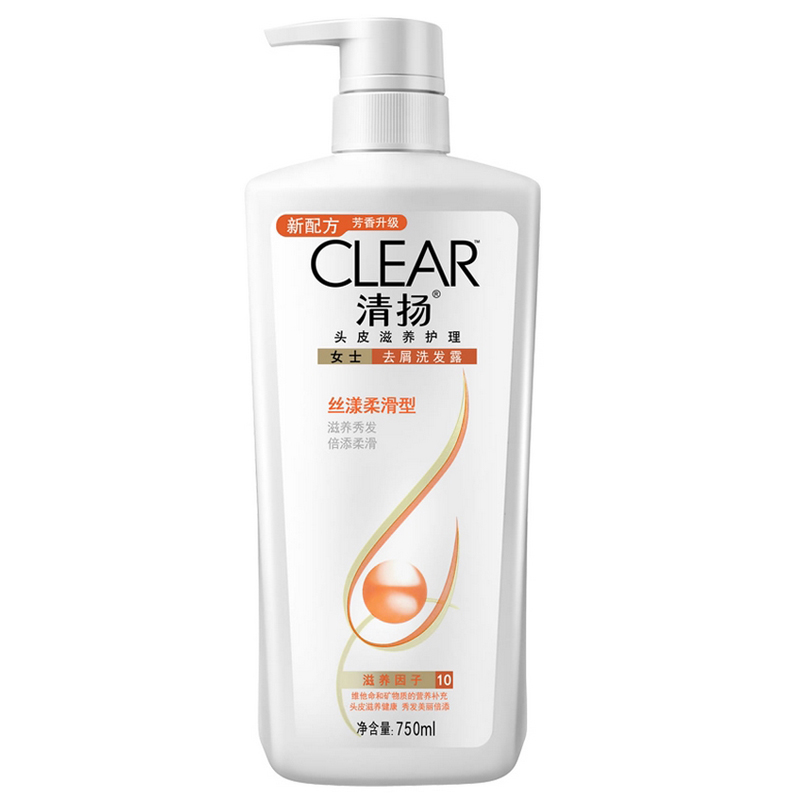 新配方 芳香升级
CLEAR™
清扬®
头皮滋养护理
女士 去屑洗发露
丝漾柔滑型
滋养秀发
倍添柔滑
滋养因子 10
维他命和矿物质的营养补充
头皮滋养健康 秀发美丽倍添
净含量:750ml